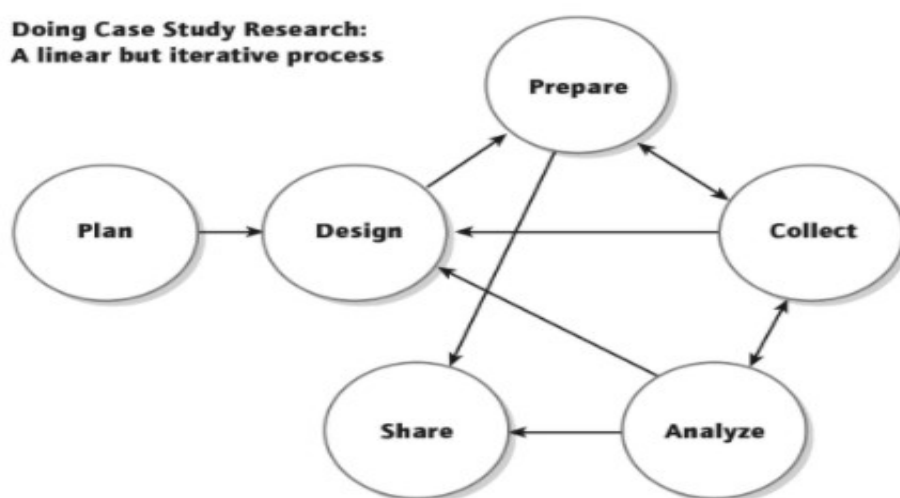 Doing Case Study Research:
A linear but iterative process
Prepare
Plan
Design
Collect
Share
Analyze